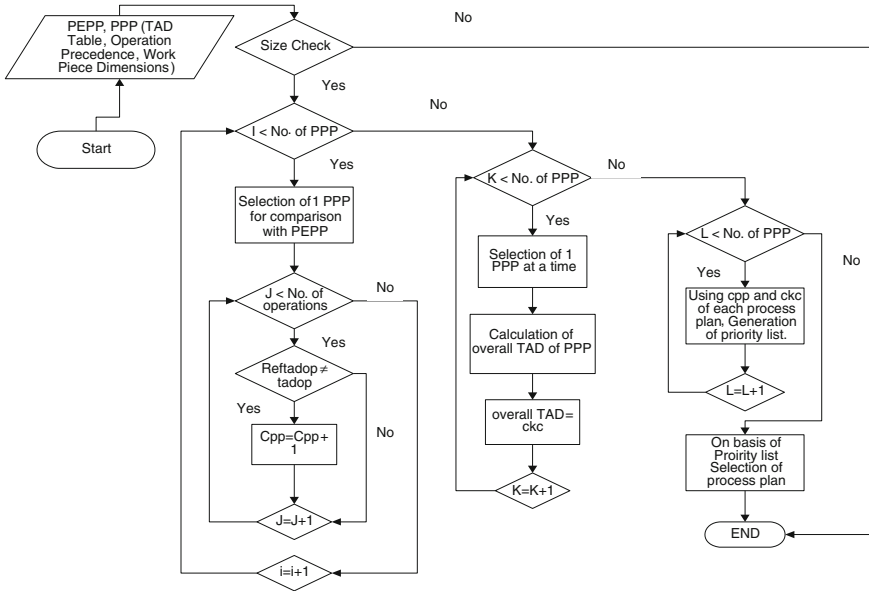 PEPP, PPP (TAD
Table, Operation
Precedence, Work
Piece Dimensions)
Start
Size Check
No
Yes
I < No. of PPP
No
Yes
Selection of 1 PPP
for comparison
with PEPP
J < No. of
operations
No
Yes
Reftadop ≠
tadop
Yes
No
Cpp=Cpp +
1
J=J+1
i=i+1
K < No. of PPP
No
Yes
Selection of 1
PPP at a time
Calculation of
overall TAD of PPP
overall TAD=
ckc
K=K+1
L < No. of PPP
No
Yes
Using cpp and ckc
of each process
plan, Generation
of priority list.
L=L+1
On basis of
Proirity list
Selection of
process plan
END